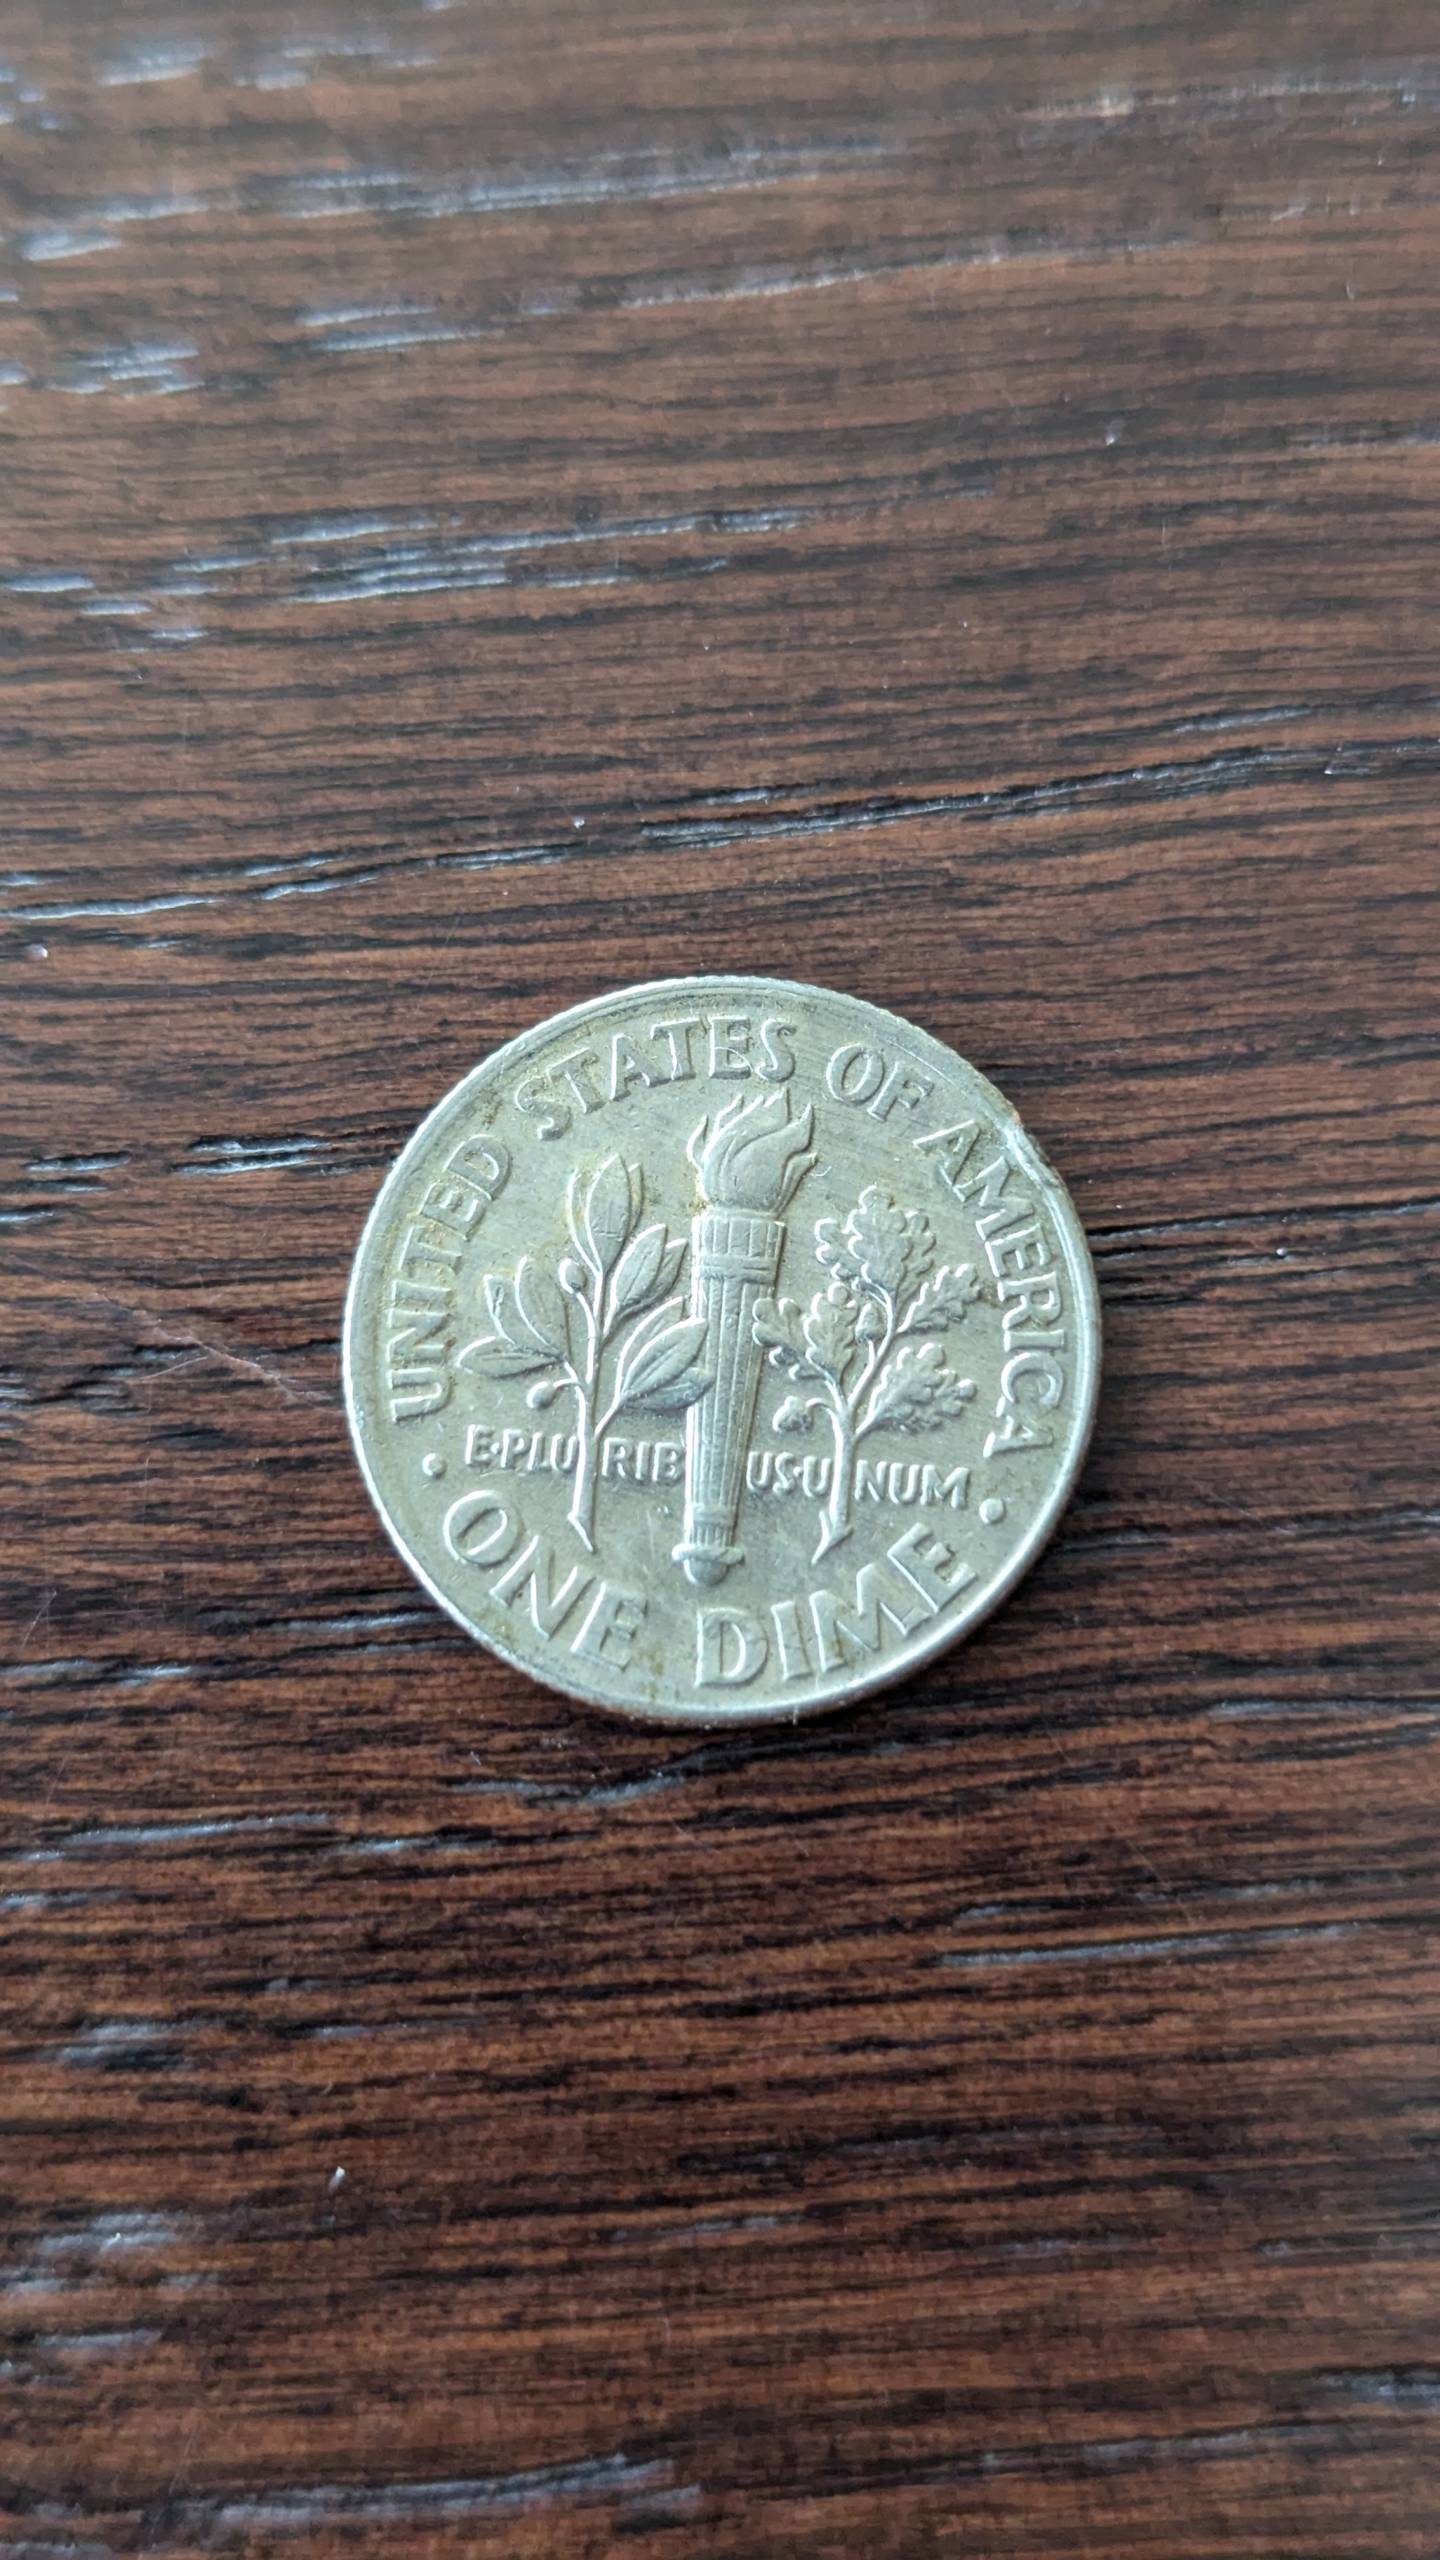 UNITED STATES OF AMERICA
E·PLURIBUS·UNUM
· ONE DIME ·